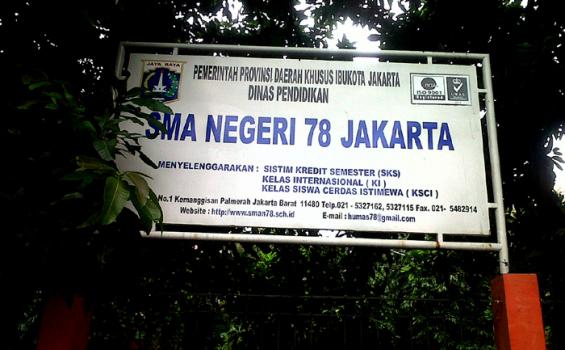 JAYA RAYA
PEMERINTAH PROVINSI DAERAH KHUSUS IBUKOTA JAKARTA
DINAS PENDIDIKAN
ISO 9001
SMA NEGERI 78 JAKARTA
MENYELENGGARAKAN : SISTIM KREDIT SEMESTER (SKS)
KELAS INTERNASIONAL ( KI )
KELAS SISWA CERDAS ISTIMEWA ( KSCI )
No.1 Kemanggisan Palmerah Jakarta Barat 11480 Telp.021 - 5327162, 5327115 Fax. 021- 5482914
Website : http://www.sman78.sch.id E-mail : humas78@gmail.com